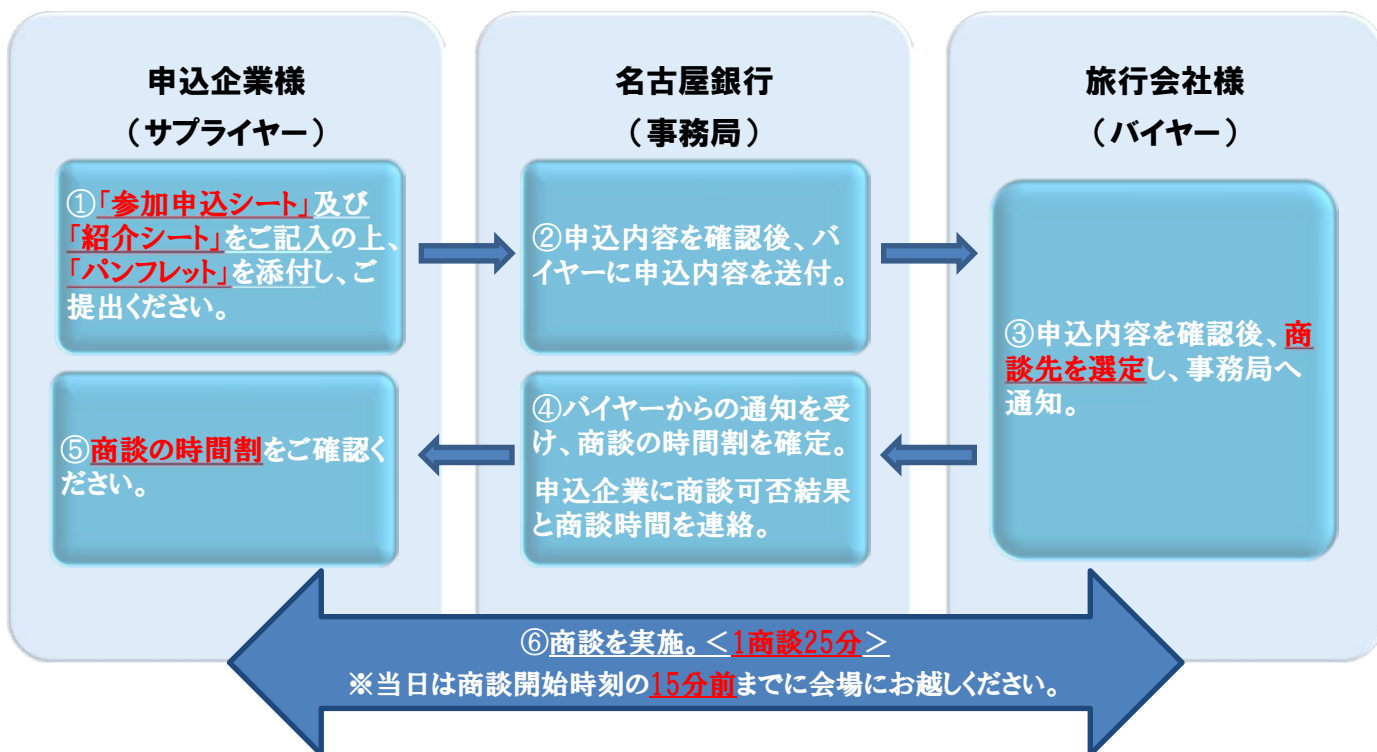 申込企業様
（サプライヤー）
名古屋銀行
（事務局）
旅行会社様
（バイヤー）
①「参加申込シート」及び
「紹介シート」をご記入の上、
「パンフレット」を添付し、ご
提出ください。
②申込内容を確認後、バ
イヤーに申込内容を送付。
③申込内容を確認後、商
談先を選定し、事務局へ
通知。
④バイヤーからの通知を受
け、商談の時間割を確定。
申込企業に商談可否結果
と商談時間を連絡。
⑤商談の時間割をご確認く
ださい。
⑥商談を実施。＜1商談25分＞
※当日は商談開始時刻の15分前までに会場にお越しください。